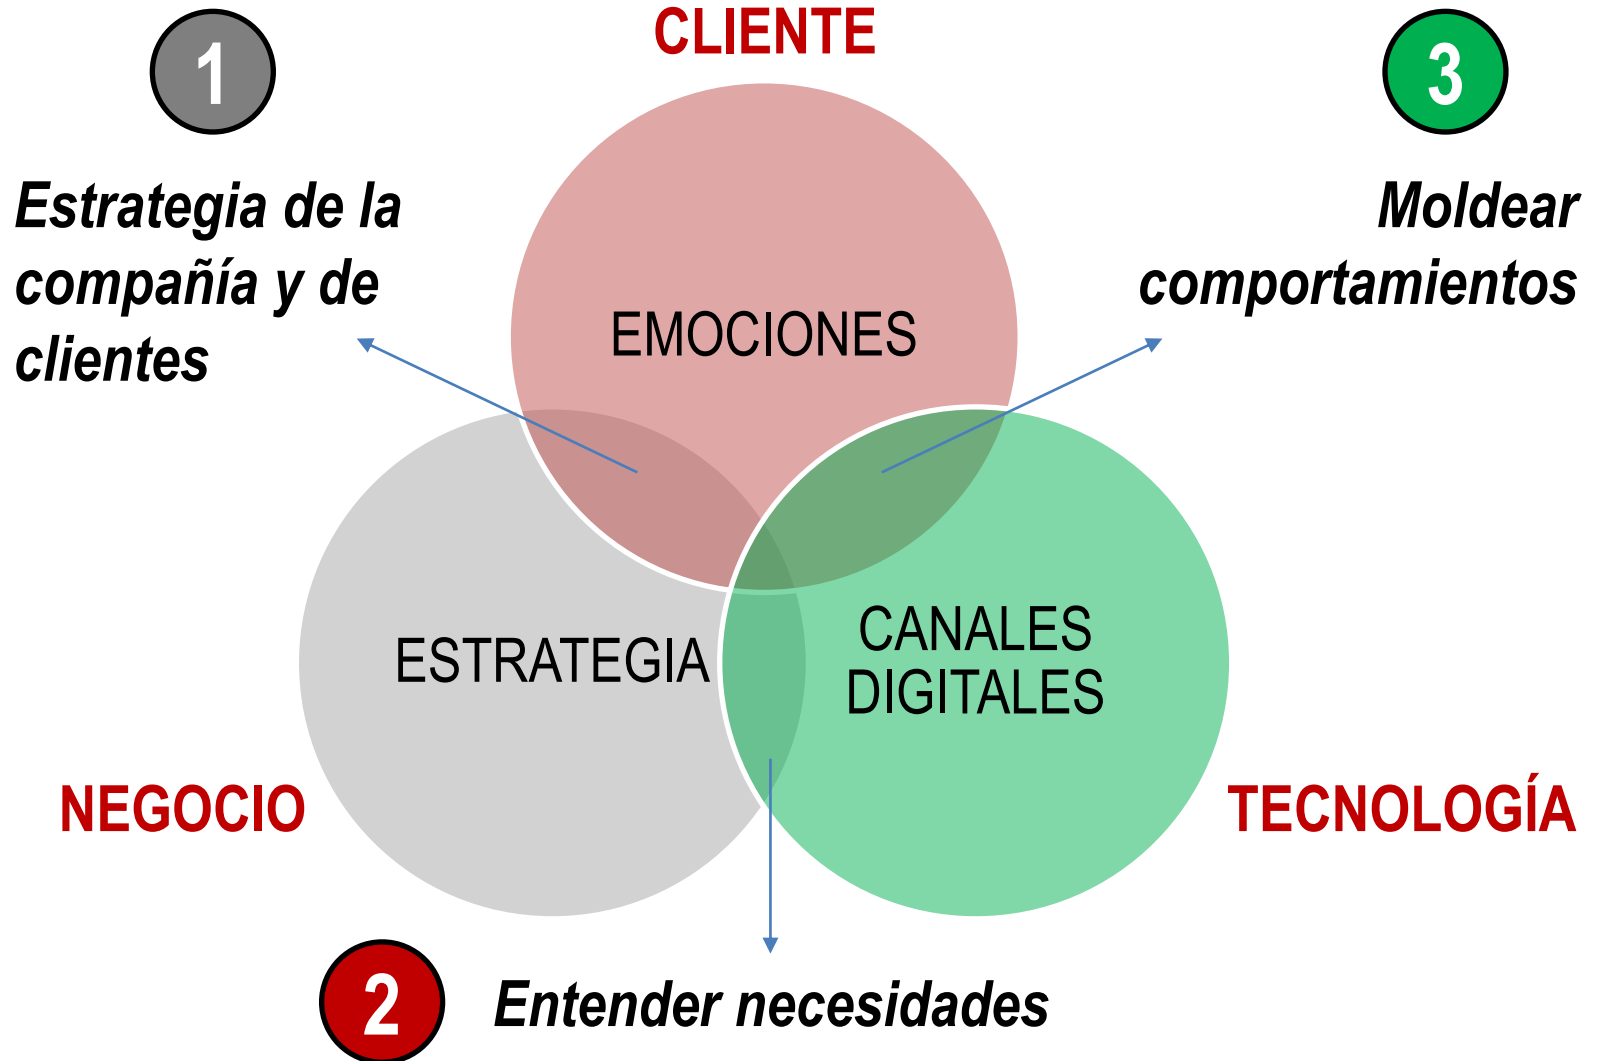 CLIENTE
1
3
Estrategia de la
compañía y de
clientes
Moldear
comportamientos
EMOCIONES
ESTRATEGIA
CANALES
DIGITALES
NEGOCIO
TECNOLOGÍA
2
Entender necesidades